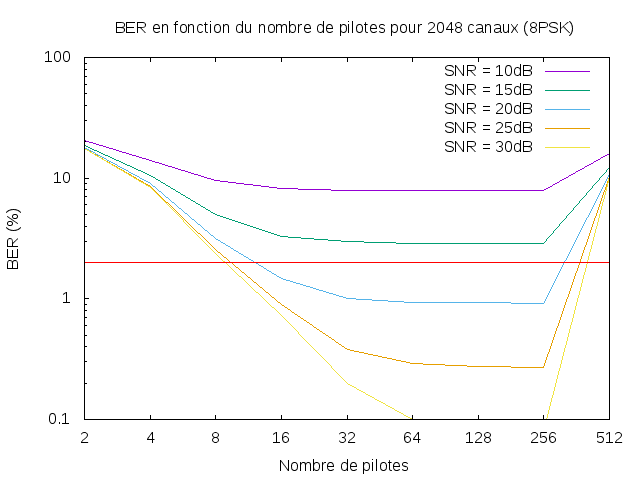 BER en fonction du nombre de pilotes pour 2048 canaux (8PSK)
100
SNR = 10dB
SNR = 15dB
SNR = 20dB
SNR = 25dB
SNR = 30dB
10
BER (%)
1
0.1
2 4 8 16 32 64 128 256 512
Nombre de pilotes